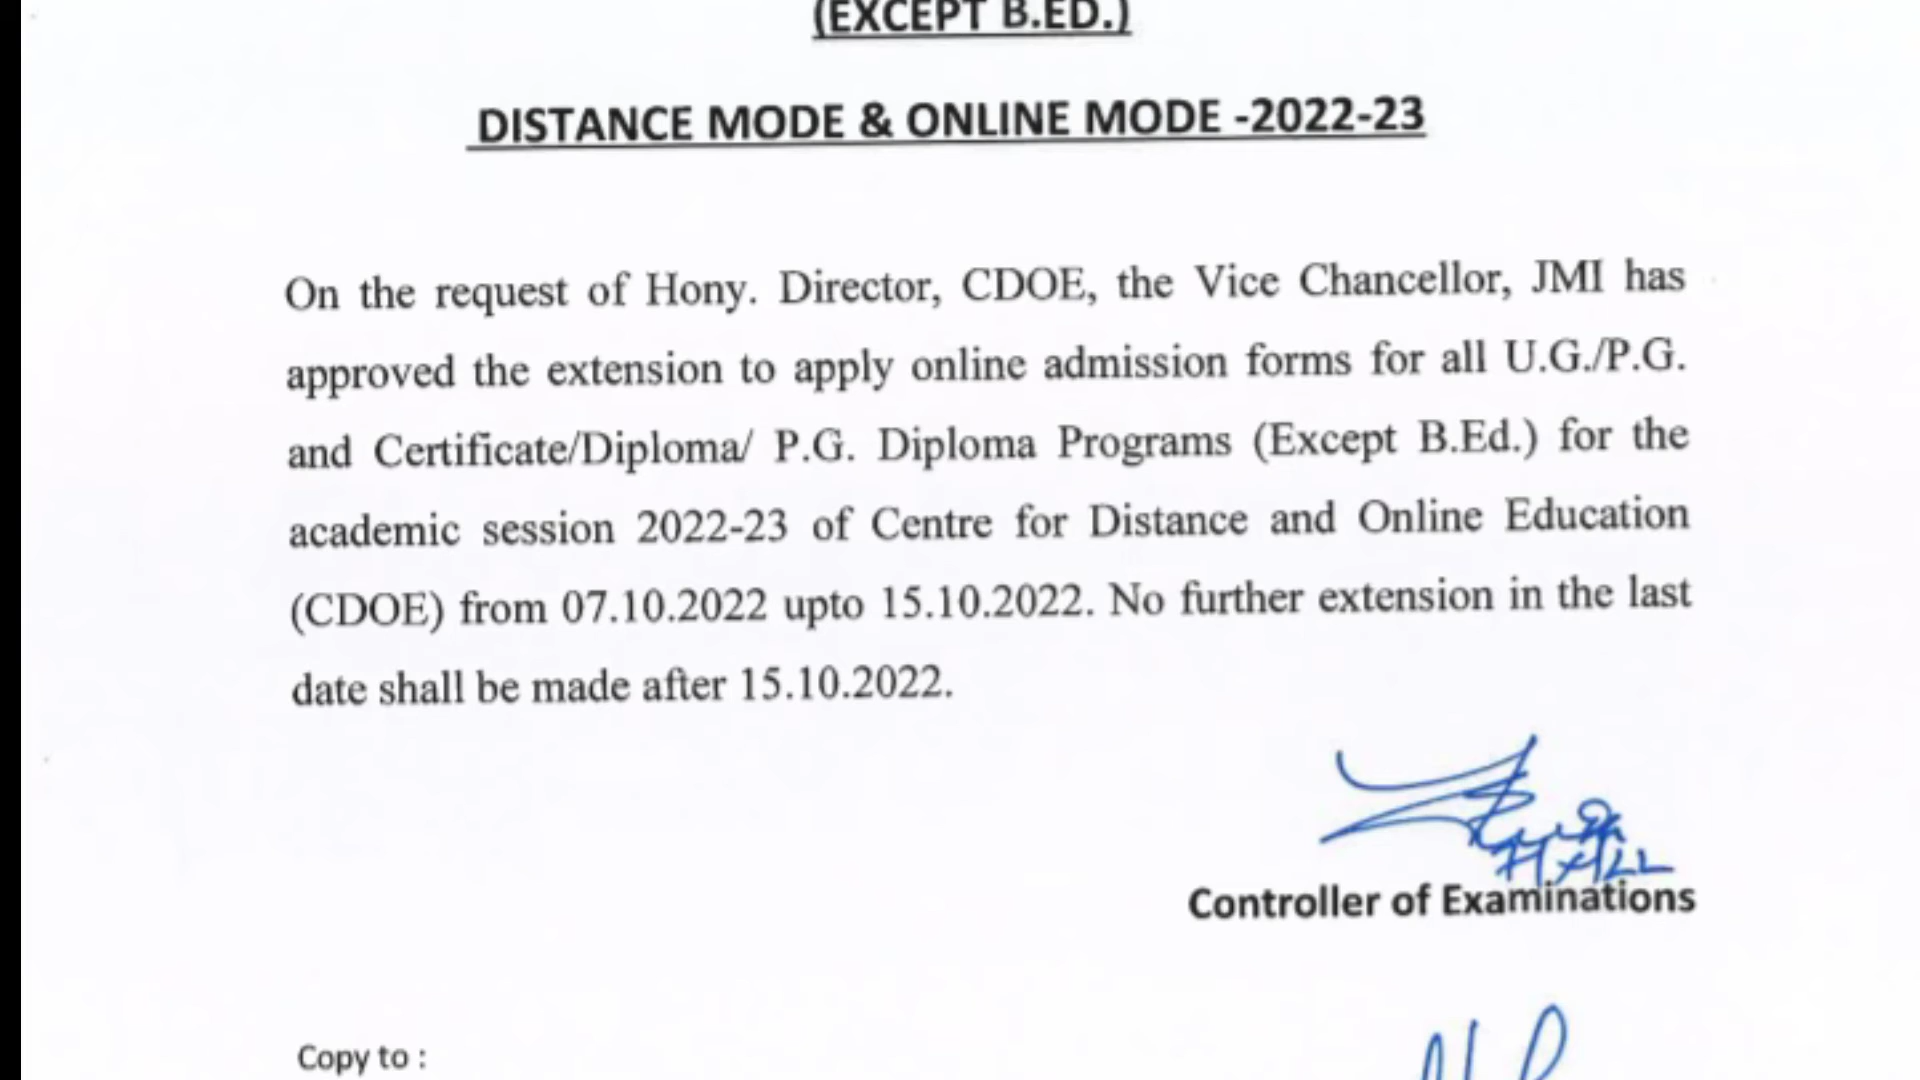 (EXCEPT B.ED.)
DISTANCE MODE & ONLINE MODE -2022-23
On the request of Hony. Director, CDOE, the Vice Chancellor, JMI has
approved the extension to apply online admission forms for all U.G./P.G.
and Certificate/Diploma/ P.G. Diploma Programs (Except B.Ed.) for the
academic session 2022-23 of Centre for Distance and Online Education
(CDOE) from 07.10.2022 upto 15.10.2022. No further extension in the last
date shall be made after 15.10.2022.
Controller of Examinations
Copy to :